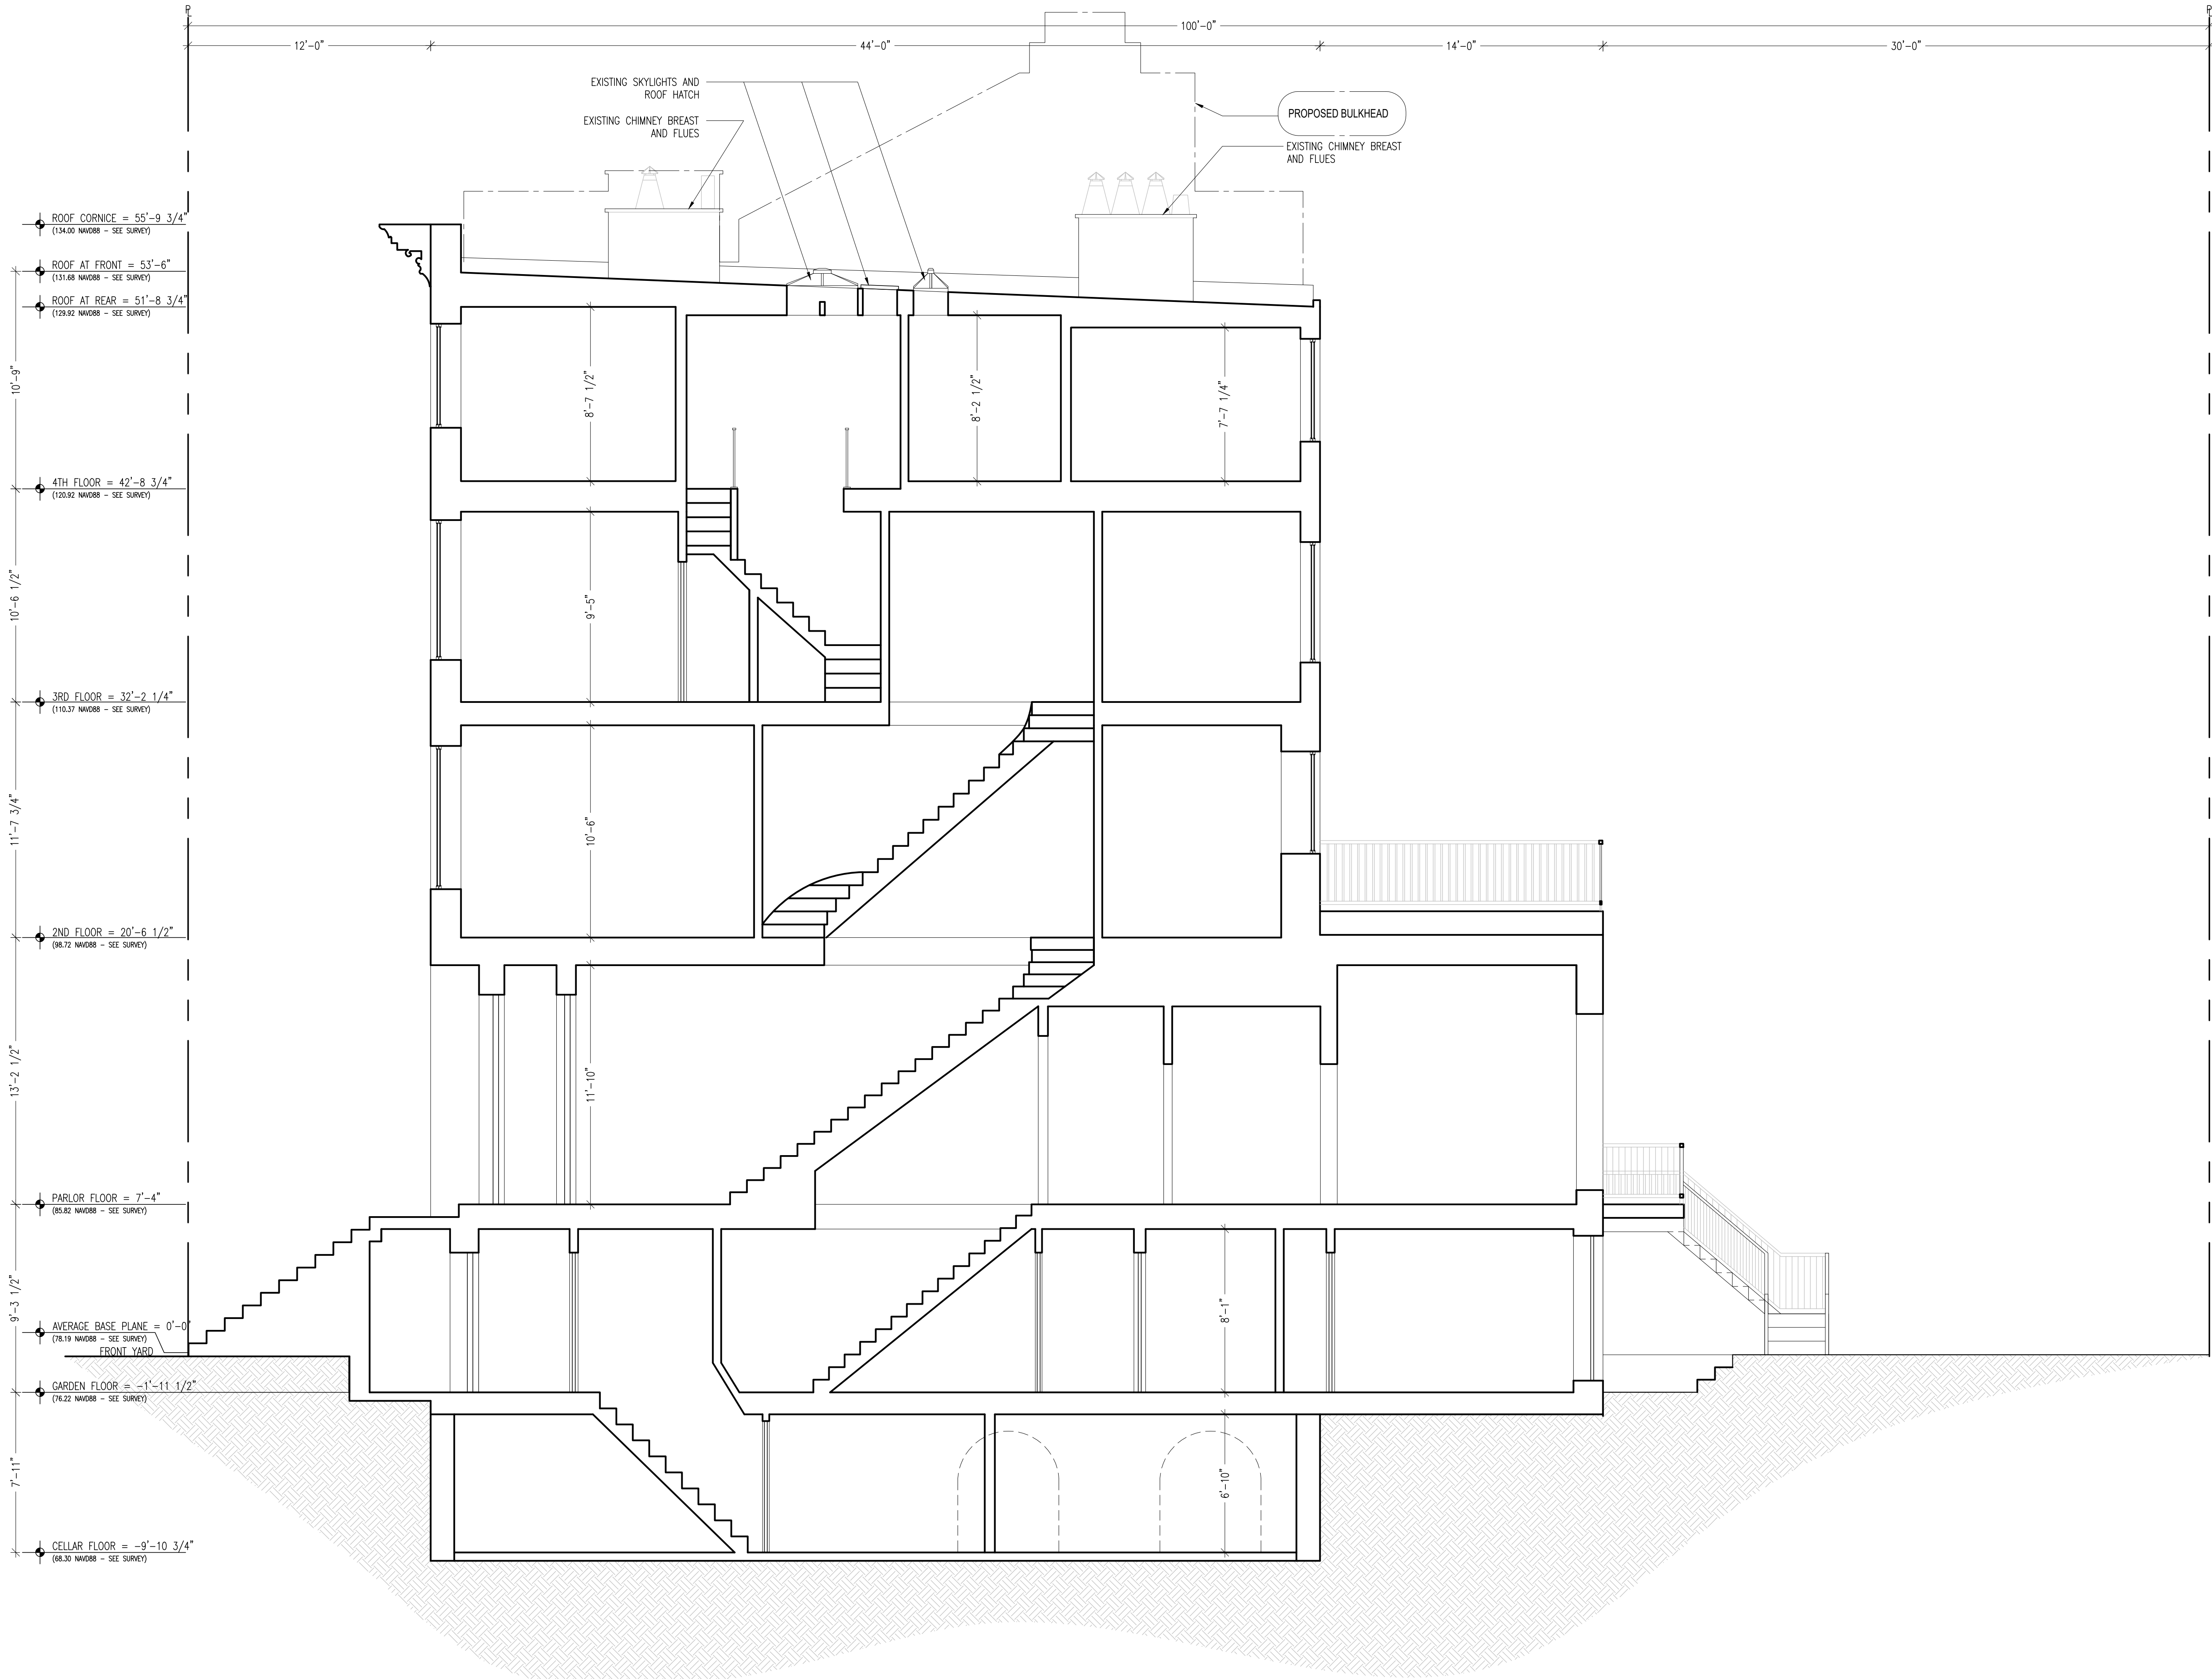 P
P
100'-0"
12'-0"
44'-0"
14'-0"
30'-0"
EXISTING SKYLIGHTS AND
ROOF HATCH
EXISTING CHIMNEY BREAST
AND FLUES
PROPOSED BULKHEAD
EXISTING CHIMNEY BREAST
AND FLUES
ROOF CORNICE = 55'-9 3/4"
(134.00 NAVD88 - SEE SURVEY)
ROOF AT FRONT = 53'-6"
(131.68 NAVD88 - SEE SURVEY)
ROOF AT REAR = 51'-8 3/4"
(129.92 NAVD88 - SEE SURVEY)
10'-9"
8'-7 1/2"
8'-2 1/2"
7'-7 1/4"
4TH FLOOR = 42'-8 3/4"
(120.92 NAVD88 - SEE SURVEY)
10'-6 1/2"
9'-5"
3RD FLOOR = 32'-2 1/4"
(110.37 NAVD88 - SEE SURVEY)
11'-7 3/4"
10'-6"
2ND FLOOR = 20'-6 1/2"
(98.72 NAVD88 - SEE SURVEY)
13'-2 1/2"
11'-10"
PARLOR FLOOR = 7'-4"
(85.82 NAVD88 - SEE SURVEY)
9'-3 1/2"
8'-1"
AVERAGE BASE PLANE = 0'-0"
(78.19 NAVD88 - SEE SURVEY)
FRONT YARD
GARDEN FLOOR = -1'-11 1/2"
(76.22 NAVD88 - SEE SURVEY)
7'-11"
6'-10"
CELLAR FLOOR = -9'-10 3/4"
(68.30 NAVD88 - SEE SURVEY)